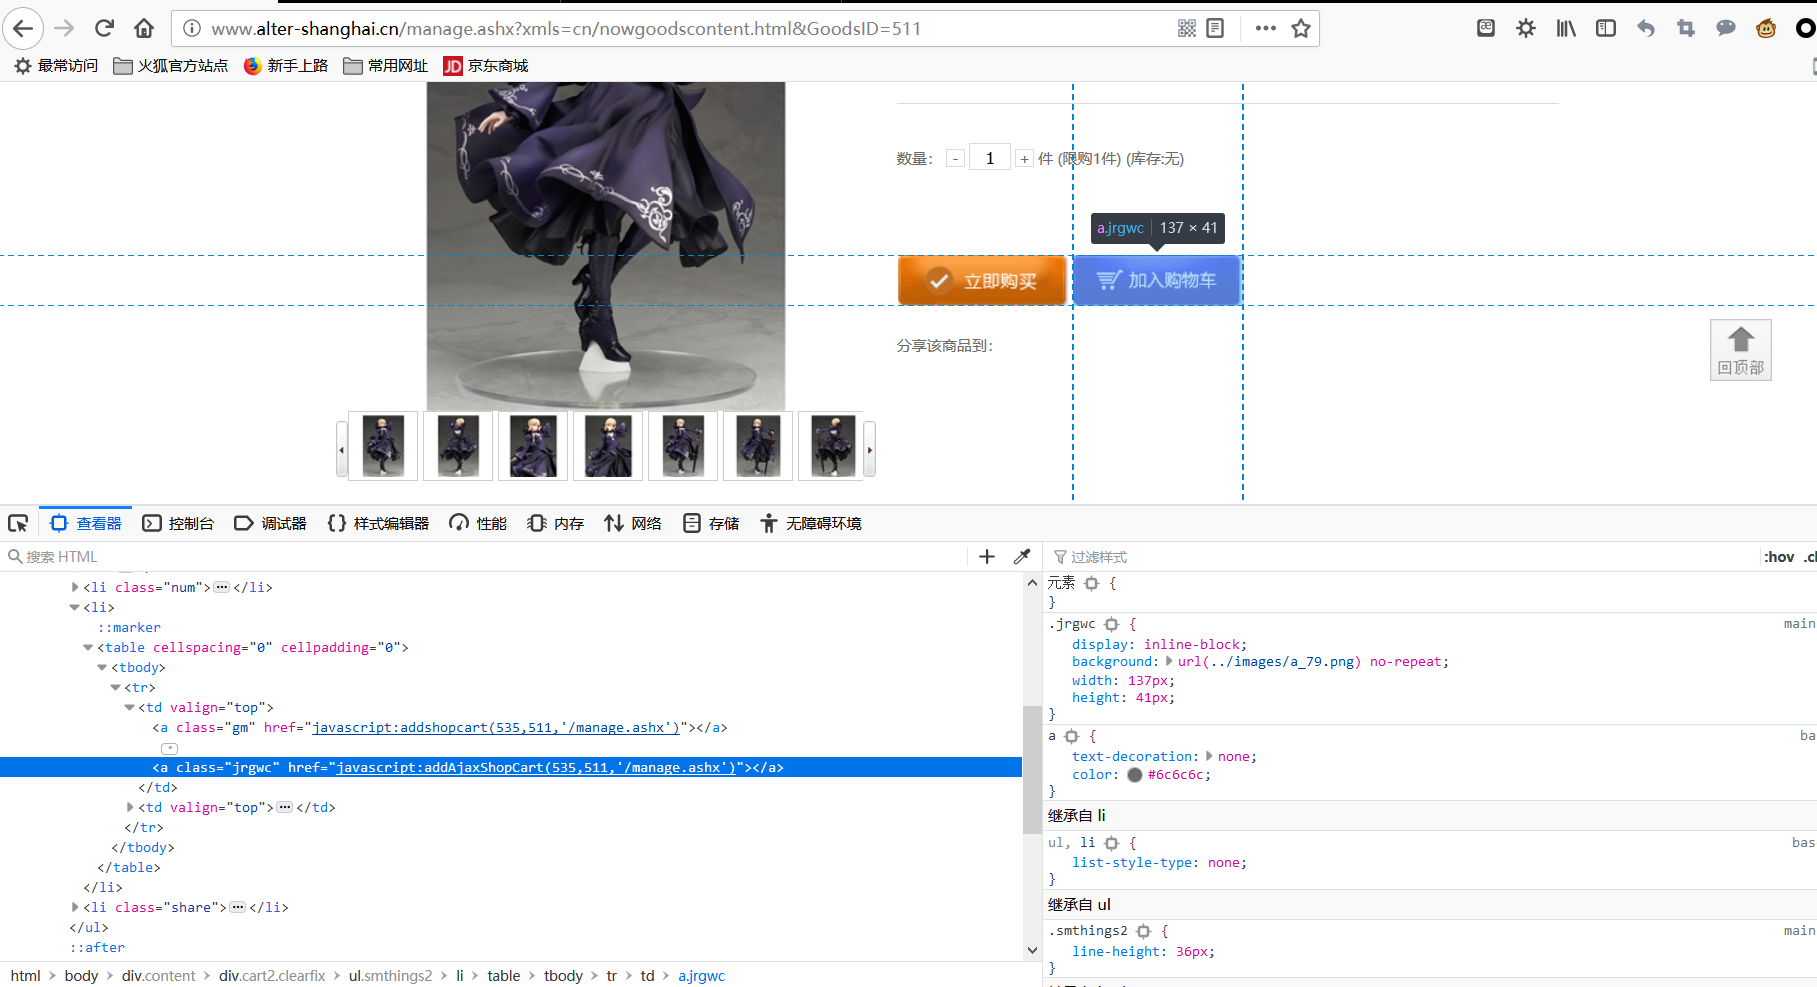 www.alter-shanghai.cn/manage.ashx?xmls=cn/nowgoodscontent.html&GoodsID=511
最常访问 火狐官方站点 新手上路 常用网址 JD 京东商城
数量： - 1 + 件 (限购1件) (库存:无)
a.jrgwc 137 × 41
立即购买 加入购物车
分享该商品到：
回顶部
查看器 控制台 调试器 样式编辑器 性能 内存 网络 存储 无障碍环境
搜索 HTML
过滤样式 :hov
<li class="num"></li>
<li>
::marker
<table cellspacing="0" cellpadding="0">
<tbody>
<tr>
<td valign="top">
<a class="gm" href="javascript:addshopcart(535,511,'/manage.ashx')"></a>
<a class="jrgwc" href="javascript:addAjaxShopCart(535,511,'/manage.ashx')"></a>
</td>
<td valign="top"></td>
</tr>
</tbody>
</table>
</li>
<li class="share"></li>
</ul>
::after
html body div.content div.cart2.clearfix ul.smthings2 li table tbody tr td a.jrgwc
元素 {
}
.jrgwc { main
display: inline-block;
background: url(../images/a_79.png) no-repeat;
width: 137px;
height: 41px;
}
a { ba
text-decoration: none;
color: #6c6c6c;
}
继承自 li
ul, li { bas
list-style-type: none;
}
继承自 ul
.smthings2 { main
line-height: 36px;
}